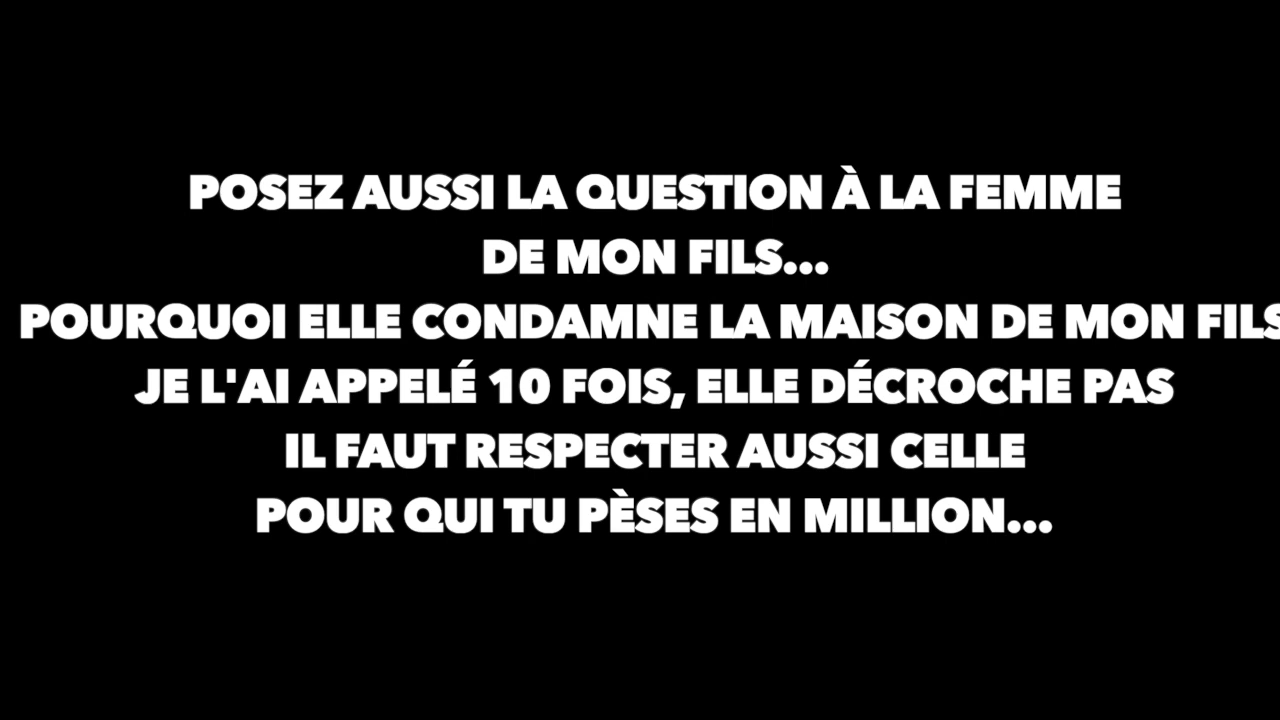 POSEZ AUSSI LA QUESTION À LA FEMME
DE MON FILS...
POURQUOI ELLE CONDAMNE LA MAISON DE MON FILS
JE L'AI APPELÉ 10 FOIS, ELLE DÉCROCHE PAS
IL FAUT RESPECTER AUSSI CELLE
POUR QUI TU PÈSES EN MILLION...